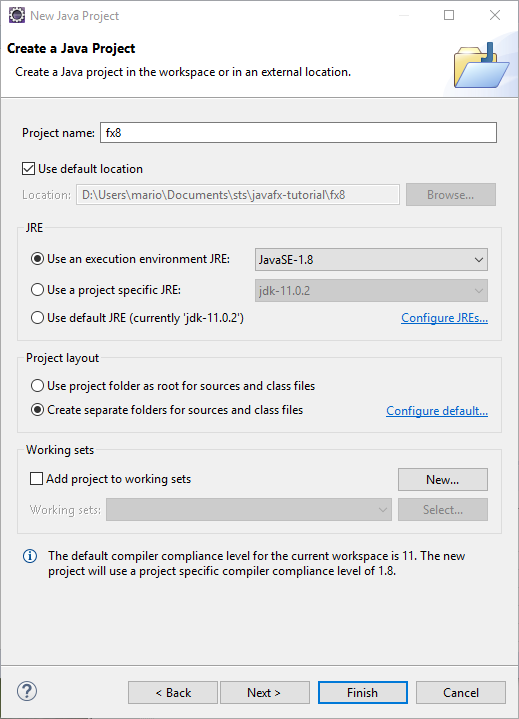 New Java Project
Create a Java Project
Create a Java project in the workspace or in an external location.
Project name: fx8
Use default location
Location: D:\Users\mario\Documents\sts\javafx-tutorial\fx8 Browse...
JRE
Use an execution environment JRE: JavaSE-1.8
Use a project specific JRE: jdk-11.0.2
Use default JRE (currently 'jdk-11.0.2') Configure JREs...
Project layout
Use project folder as root for sources and class files
Create separate folders for sources and class files Configure default...
Working sets
Add project to working sets New...
Working sets: Select...
The default compiler compliance level for the current workspace is 11. The new
project will use a project specific compiler compliance level of 1.8.
? < Back Next > Finish Cancel